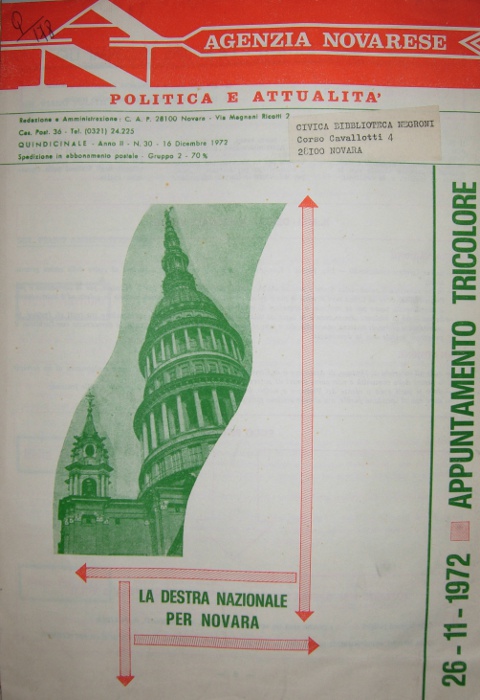 AGENZIA NOVARESE
POLITICA E ATTUALITA'
Redazione e Amministrazione: C. A. P. 28100 Novara - Via Magnani Ricotti 2
Cas. Post. 36 - Tel. (0321) 24.225
QUINDICINALE - Anno II - N. 30 - 16 Dicembre 1972
Spedizione in abbonamento postale - Gruppo 2 - 70 %
CIVICA BIBBLIOTECA NEGRONI
Corso Cavallotti 4
28100 NOVARA
26 - 11 - 1972 APPUNTAMENTO TRICOLORE
LA DESTRA NAZIONALE
PER NOVARA